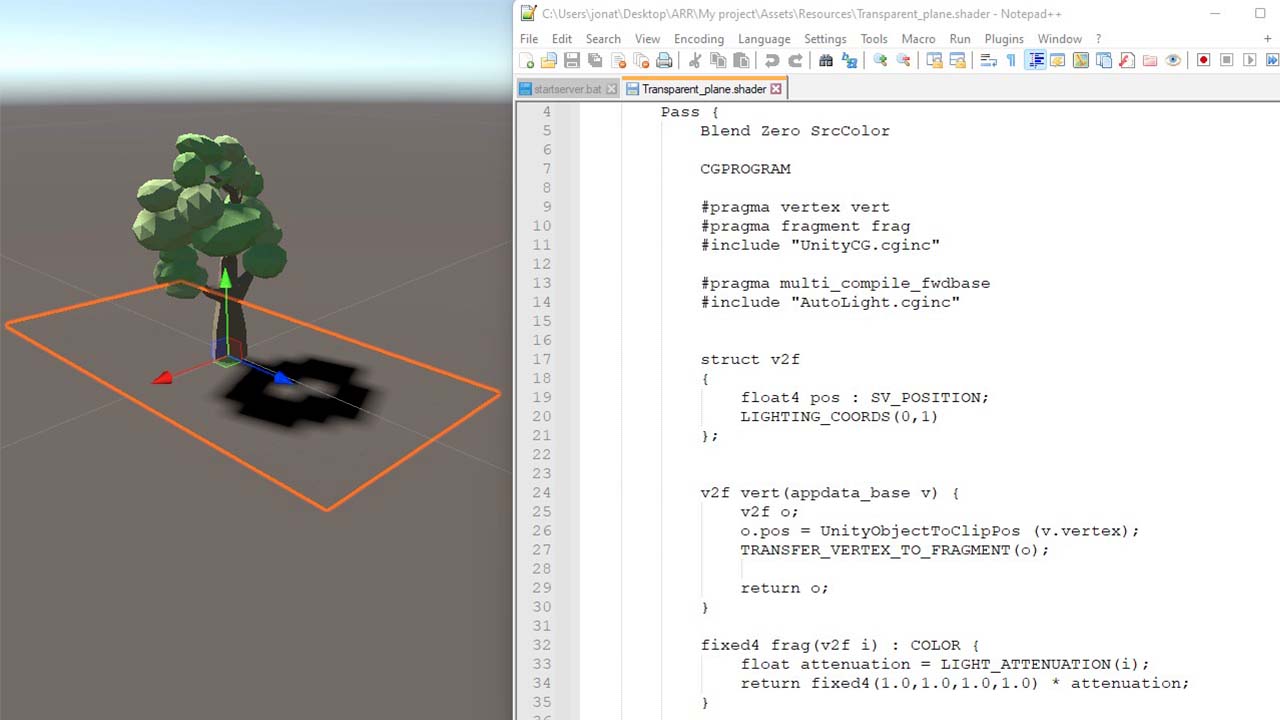 C:\Users\jonat\Desktop\ARR\My project\Assets\Resources\Transparent_plane.shader - Notepad++
File Edit Search View Encoding Language Settings Tools Macro Run Plugins Window ?
startserver.bat Transparent_plane.shader
4 Pass {
5 Blend Zero SrcColor
6
7 CGPROGRAM
8
9 #pragma vertex vert
10 #pragma fragment frag
11 #include "UnityCG.cginc"
12
13 #pragma multi_compile_fwdbase
14 #include "AutoLight.cginc"
15
16
17 struct v2f
18 {
19 float4 pos : SV_POSITION;
20 LIGHTING_COORDS(0,1)
21 };
22
23
24 v2f vert(appdata_base v) {
25 v2f o;
26 o.pos = UnityObjectToClipPos (v.vertex);
27 TRANSFER_VERTEX_TO_FRAGMENT(o);
28
29 return o;
30 }
31
32 fixed4 frag(v2f i) : COLOR {
33 float attenuation = LIGHT_ATTENUATION(i);
34 return fixed4(1.0,1.0,1.0,1.0) * attenuation;
35 }